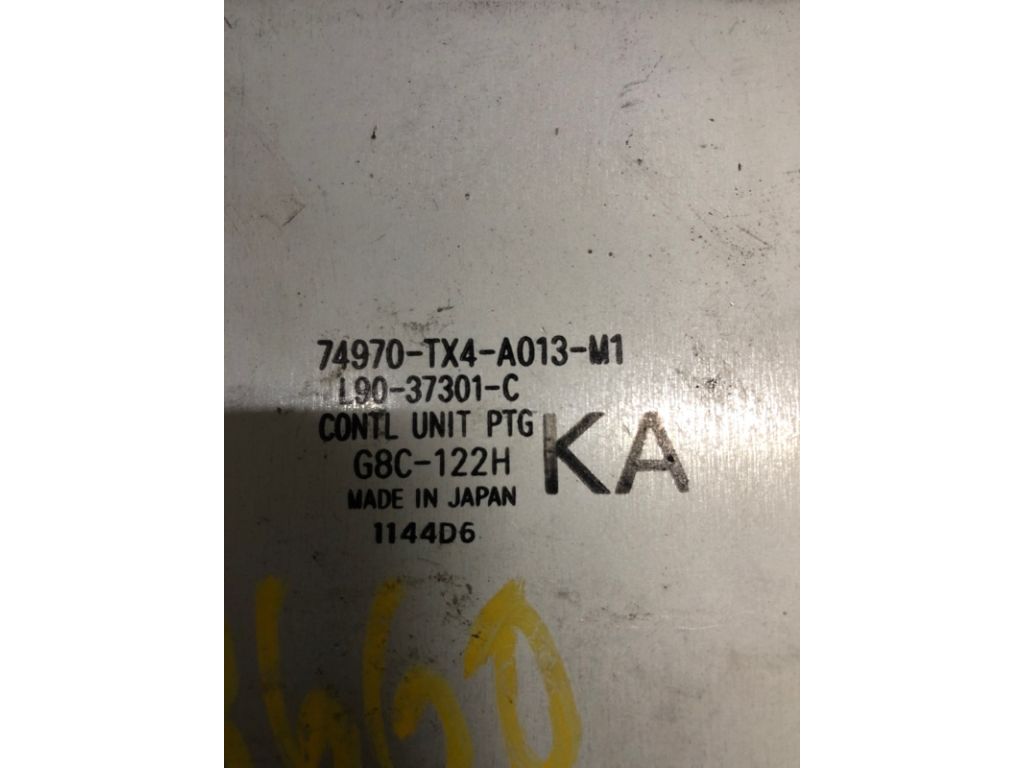 74970-TX4-A013-M1
L90-37301-C
CONTL UNIT PTG
KA
G8C-122H
MADE IN JAPAN
1144D6